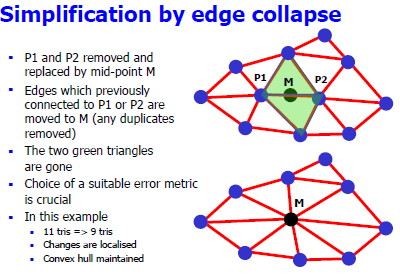 Simplification by edge collapse
P1 and P2 removed and
replaced by mid-point M
Edges which previously
connected to P1 or P2 are
moved to M (any duplicates
removed)
The two green triangles
are gone
Choice of a suitable error metric
is crucial
In this example
11 tris => 9 tris
Changes are localised
Convex hull maintained
P1
M
P2
M